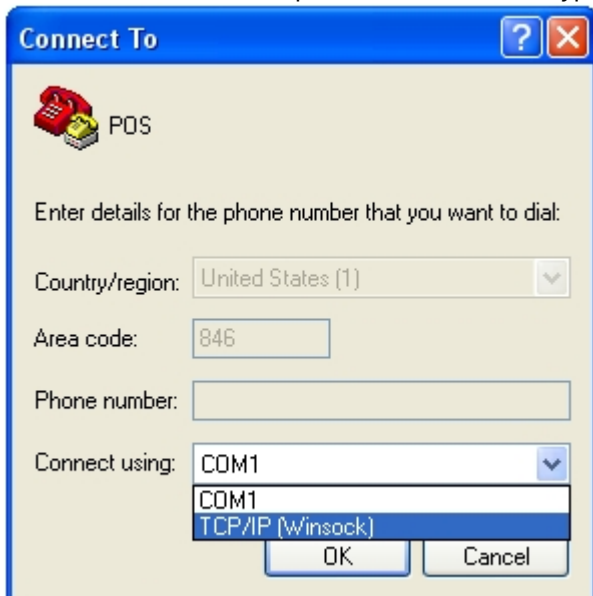 Connect To
POS
Enter details for the phone number that you want to dial:
Country/region: United States (1)
Area code: 846
Phone number:
Connect using: COM1
COM1
TCP/IP (Winsock)
OK Cancel